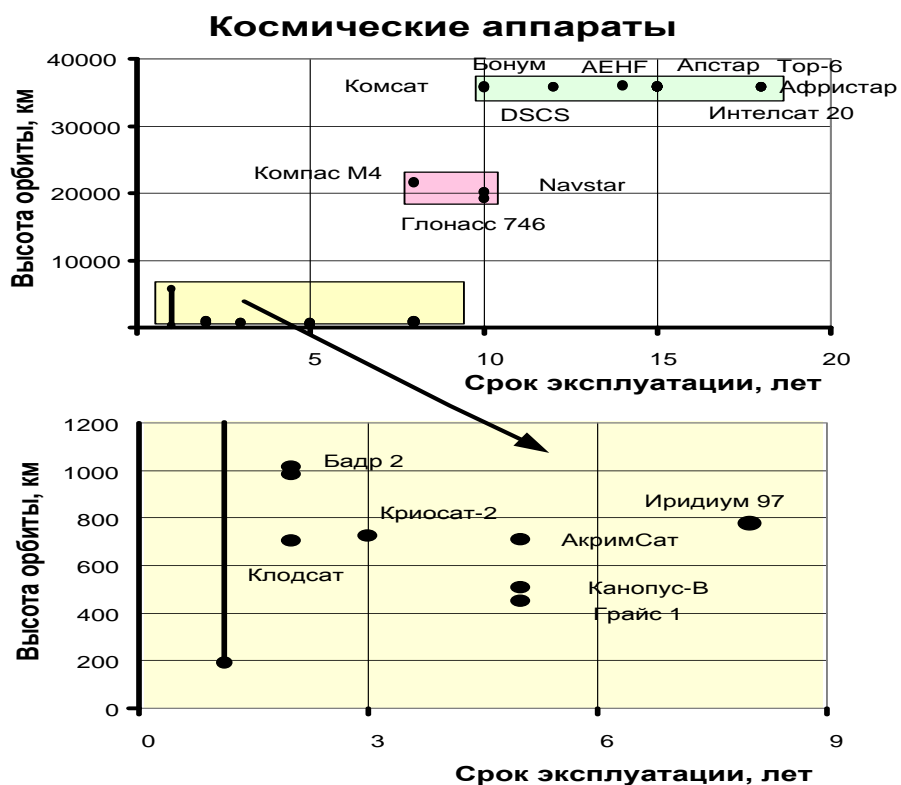 Космические аппараты
Высота орбиты, км
40000
30000
20000
10000
Бонум
AEHF
Апстар
Тор-6
Комсат
Афристар
DSCS
Интелсат 20
Компас М4
Navstar
Глонасс 746
5
10
15
20
Срок эксплуатации, лет
Высота орбиты, км
1200
1000
800
600
400
200
0
Бадр 2
Иридиум 97
Криосат-2
АкримСат
Клодсат
Канопус-В
Грайс 1
0
3
6
9
Срок эксплуатации, лет